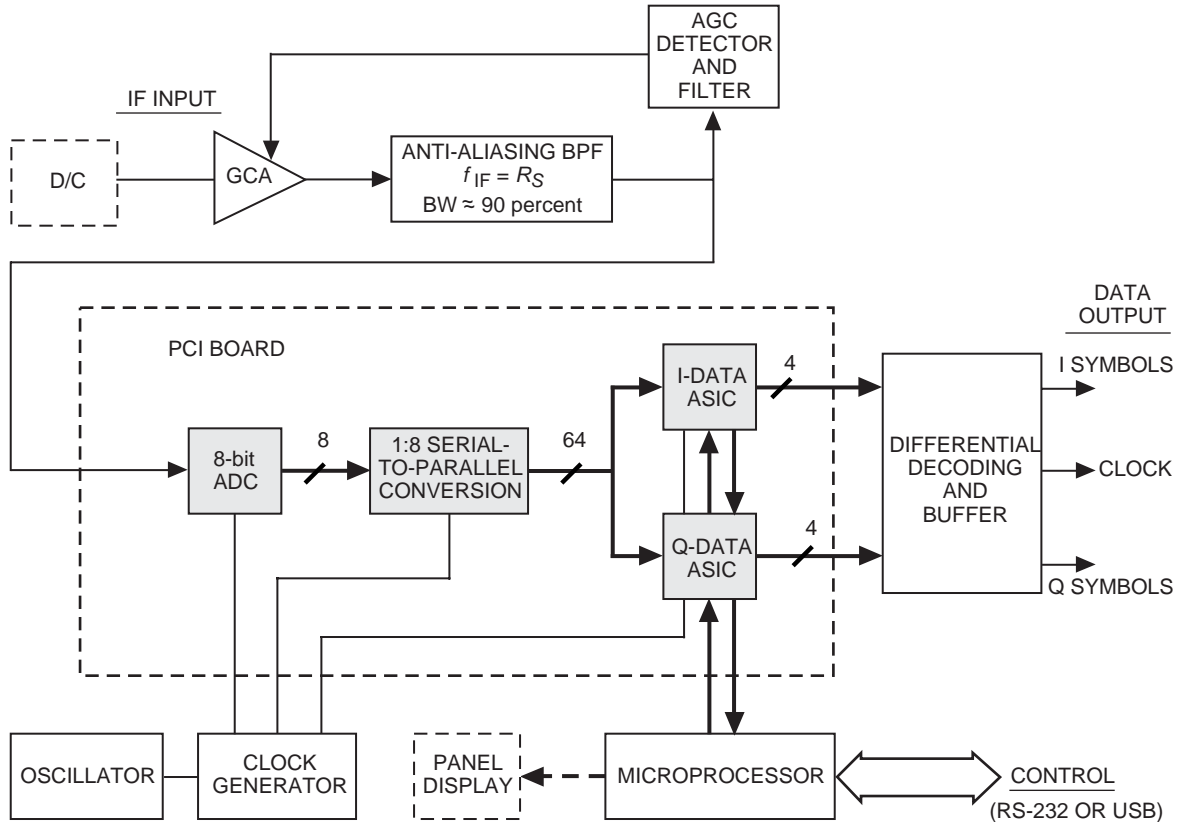 AGC
DETECTOR
AND
FILTER
IF INPUT
D/C
GCA
ANTI-ALIASING BPF
f IF = RS
BW ≈ 90 percent
DATA
OUTPUT
PCI BOARD
I SYMBOLS
I-DATA
ASIC
4
8-bit
ADC
8
1:8 SERIAL-
TO-PARALLEL
CONVERSION
64
DIFFERENTIAL
DECODING
AND
BUFFER
CLOCK
Q-DATA
ASIC
4
Q SYMBOLS
OSCILLATOR
CLOCK
GENERATOR
PANEL
DISPLAY
MICROPROCESSOR
CONTROL
(RS-232 OR USB)